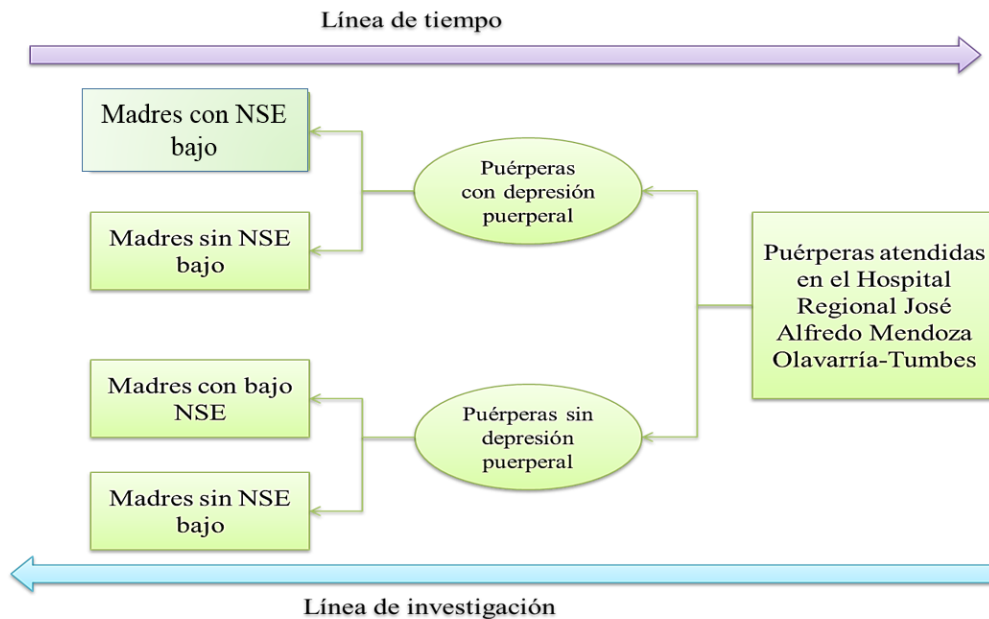 Línea de tiempo
Madres con NSE
bajo
Madres sin NSE
bajo
Madres con bajo
NSE
Madres sin NSE
bajo
Puérperas
con depresión
puerperal
Puérperas sin
depresión
puerperal
Puérperas atendidas
en el Hospital
Regional José
Alfredo Mendoza
Olavarría-Tumbes
Línea de investigación